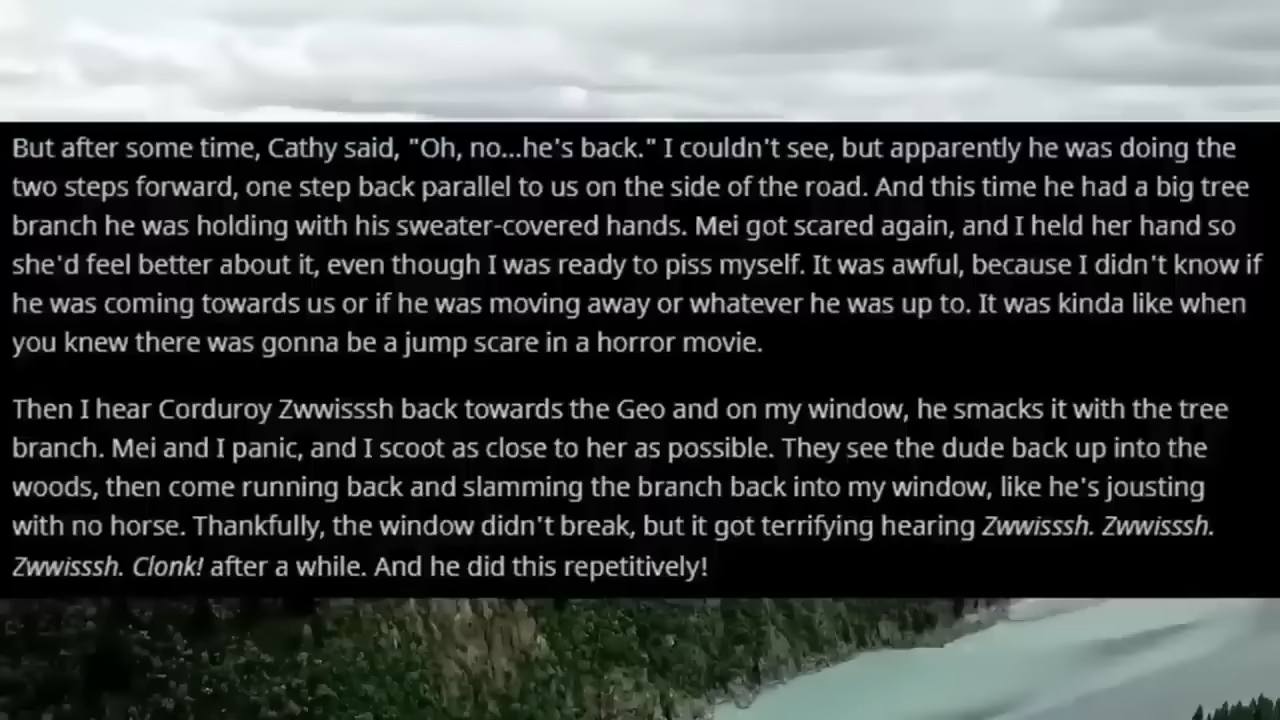 But after some time, Cathy said, "Oh, no...he's back." I couldn't see, but apparently he was doing the
two steps forward, one step back parallel to us on the side of the road. And this time he had a big tree
branch he was holding with his sweater-covered hands. Mei got scared again, and I held her hand so
she'd feel better about it, even though I was ready to piss myself. It was awful, because I didn't know if
he was coming towards us or if he was moving away or whatever he was up to. It was kinda like when
you knew there was gonna be a jump scare in a horror movie.
Then I hear Corduroy Zwwisssh back towards the Geo and on my window, he smacks it with the tree
branch. Mei and I panic, and I scoot as close to her as possible. They see the dude back up into the
woods, then come running back and slamming the branch back into my window, like he's jousting
with no horse. Thankfully, the window didn't break, but it got terrifying hearing Zwwisssh. Zwwisssh.
Zwwisssh. Clonk! after a while. And he did this repetitively!